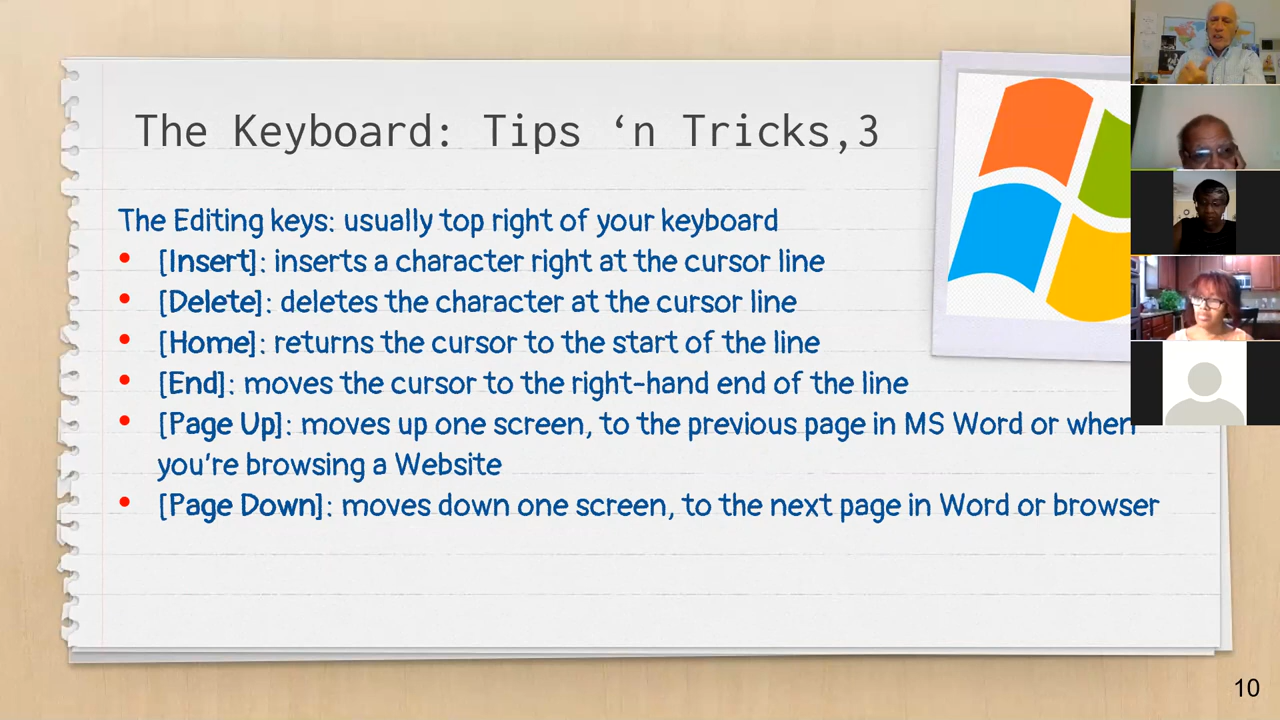 The Keyboard: Tips ‘n Tricks,3
The Editing keys: usually top right of your keyboard
• [Insert]: inserts a character right at the cursor line
• [Delete]: deletes the character at the cursor line
• [Home]: returns the cursor to the start of the line
• [End]: moves the cursor to the right-hand end of the line
• [Page Up]: moves up one screen, to the previous page in MS Word or when
you're browsing a Website
• [Page Down]: moves down one screen, to the next page in Word or browser
10